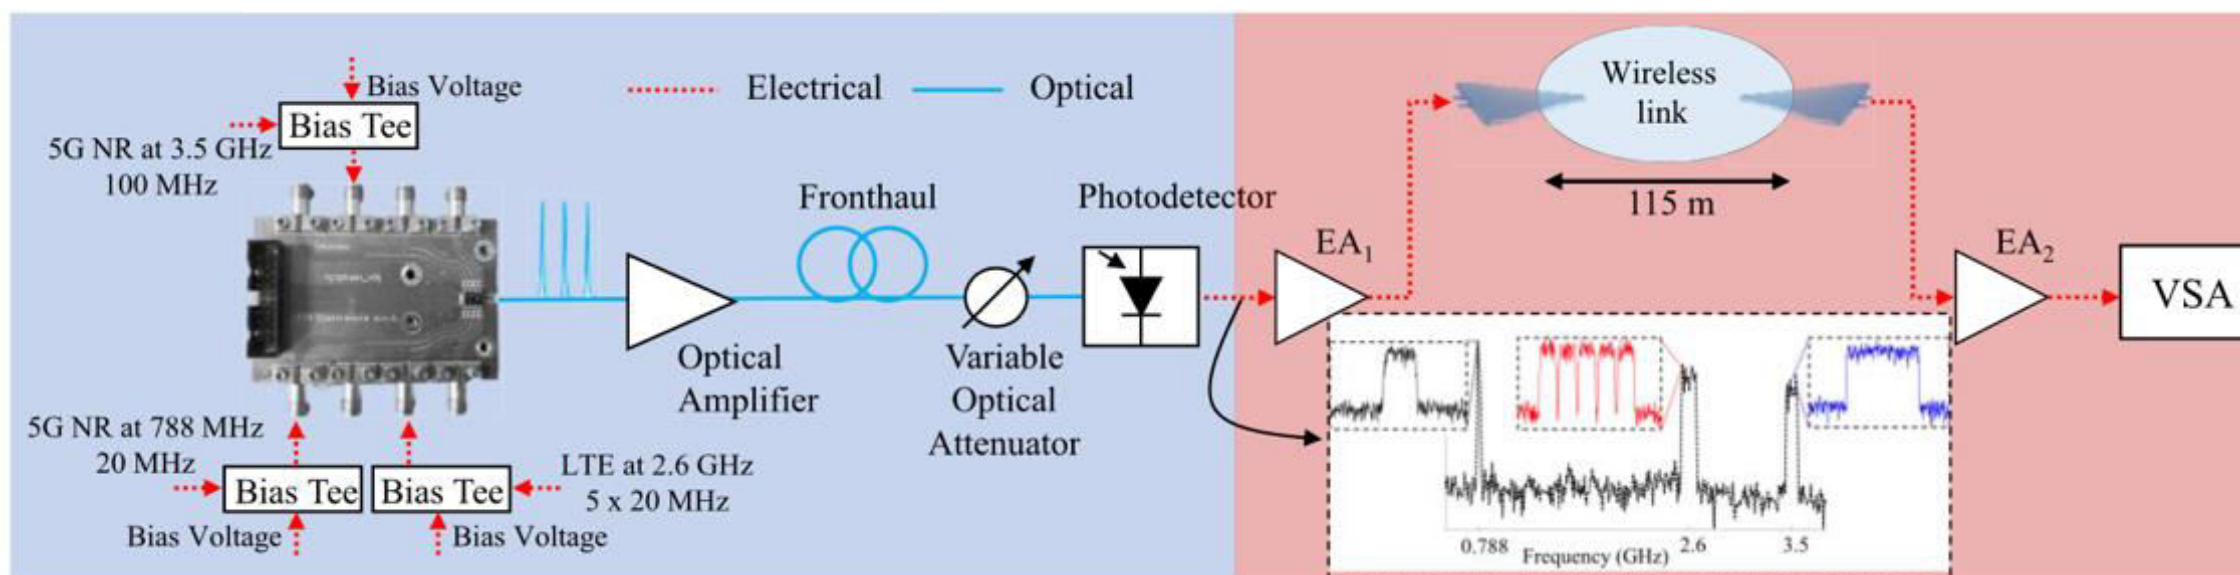 Bias Voltage
Bias Tee
5G NR at 3.5 GHz
100 MHz
Electrical
Optical
Wireless
link
115 m
Fronthaul
Photodetector
EA1
EA2
VSA
Optical
Amplifier
Variable
Optical
Attenuator
5G NR at 788 MHz
20 MHz
Bias Tee
Bias Voltage
Bias Tee
LTE at 2.6 GHz
5 x 20 MHz
Bias Voltage
0.788
2.6
3.5
Frequency (GHz)